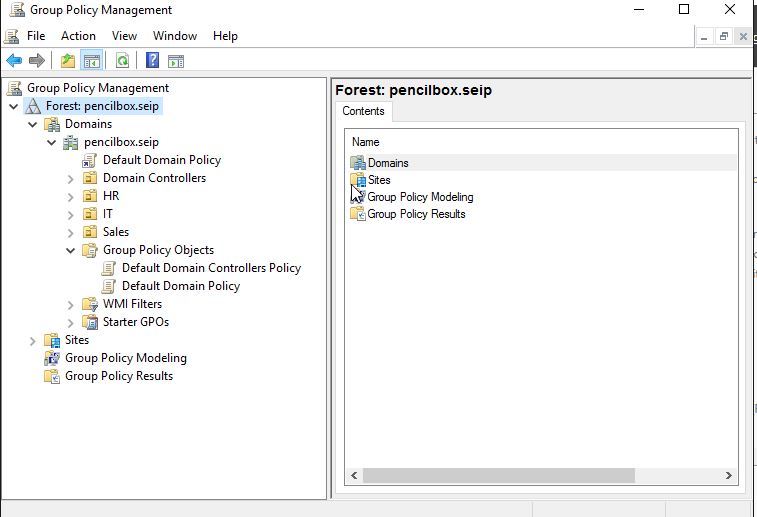 Group Policy Management
File Action View Window Help
Group Policy Management
Forest: pencilbox.seip
Domains
pencilbox.seip
Default Domain Policy
Domain Controllers
HR
IT
Sales
Group Policy Objects
Default Domain Controllers Policy
Default Domain Policy
WMI Filters
Starter GPOs
Sites
Group Policy Modeling
Group Policy Results
Forest: pencilbox.seip
Contents
Name
Domains
Sites
Group Policy Modeling
Group Policy Results